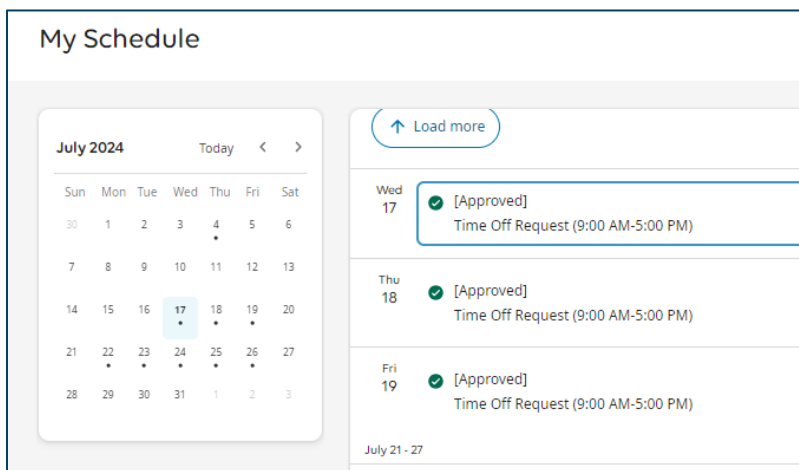 My Schedule
July 2024 Today
Sun Mon Tue Wed Thu Fri Sat
30 1 2 3 4 5 6
7 8 9 10 11 12 13
14 15 16 17 18 19 20
21 22 23 24 25 26 27
28 29 30 31 1 2 3
Load more
Wed
17
[Approved]
Time Off Request (9:00 AM-5:00 PM)
Thu
18
[Approved]
Time Off Request (9:00 AM-5:00 PM)
Fri
19
[Approved]
Time Off Request (9:00 AM-5:00 PM)
July 21 - 27